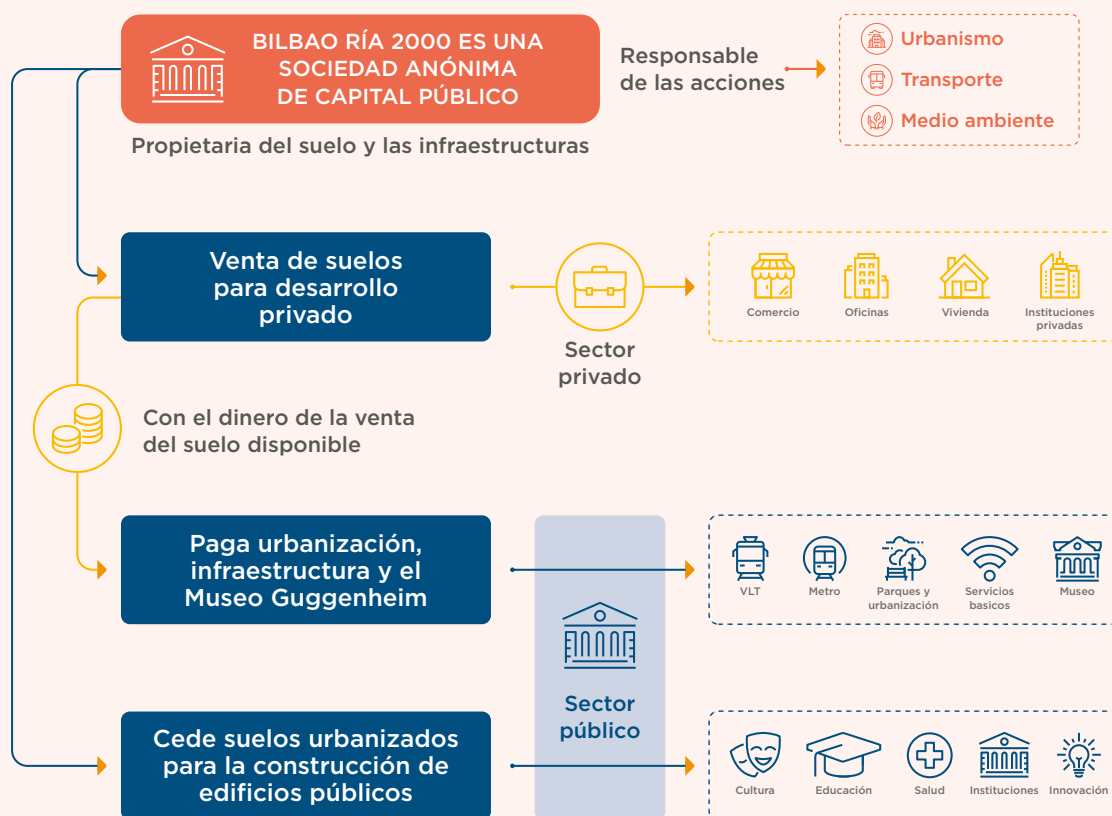 BILBAO RÍA 2000 ES UNA
SOCIEDAD ANÓNIMA
DE CAPITAL PÚBLICO
Propietaria del suelo y las infraestructuras
Responsable
de las acciones
Urbanismo
Transporte
Medio ambiente
Venta de suelos
para desarrollo
privado
Sector
privado
Comercio
Oficinas
Vivienda
Instituciones
privadas
Con el dinero de la venta
del suelo disponible
Paga urbanización,
infraestructura y el
Museo Guggenheim
VLT
Metro
Parques y
urbanización
Servicios
basicos
Museo
Sector
público
Cede suelos urbanizados
para la construcción de
edificios públicos
Cultura
Educación
Salud
Instituciones
Innovación